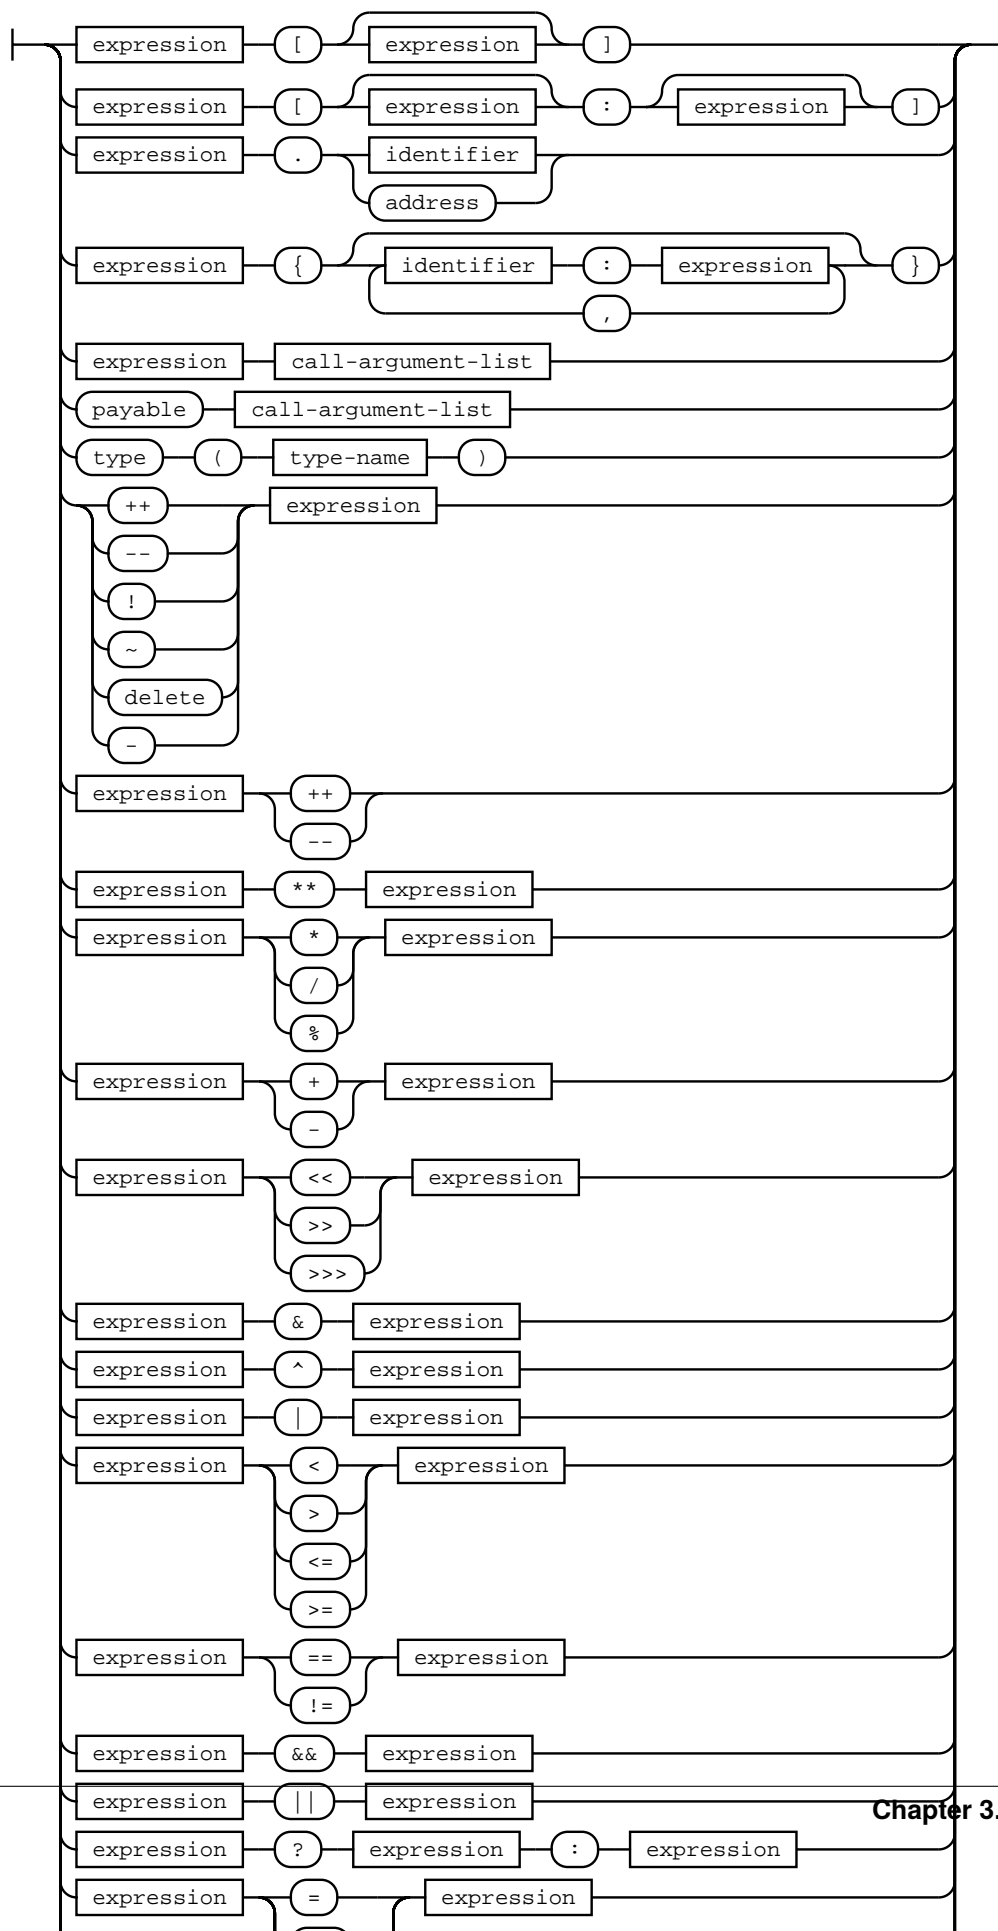 expression [ expression ]
expression [ expression : expression ]
expression . identifier
address
expression { identifier : expression }
,
expression call-argument-list
payable call-argument-list
type ( type-name )
++ expression
--
!
~
delete
-
expression ++
--
expression ** expression
expression * expression
/
%
expression + expression
-
expression << expression
>>
>>>
expression & expression
expression ^ expression
expression | expression
expression < expression
>
<=
>=
expression == expression
!=
expression && expression
expression || expression
Chapter 3.
expression ? expression : expression
expression = expression